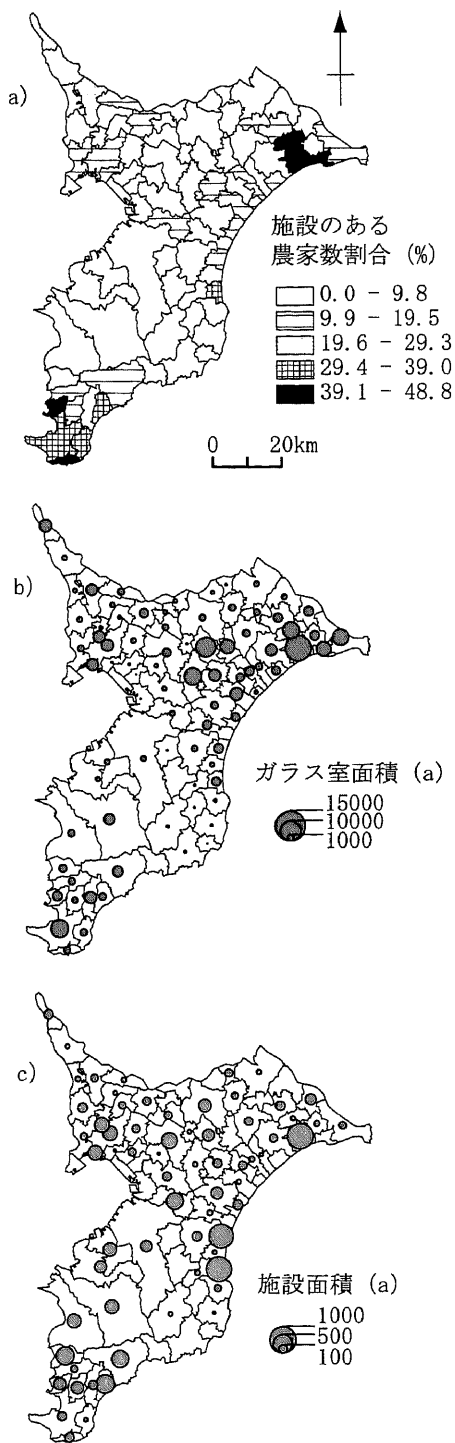 a)
施設のある
農家数割合 (%)
0.0 - 9.8
9.9 - 19.5
19.6 - 29.3
29.4 - 39.0
39.1 - 48.8
0 20km
b)
ガラス室面積 (a)
15000
10000
1000
c)
施設面積 (a)
1000
500
100